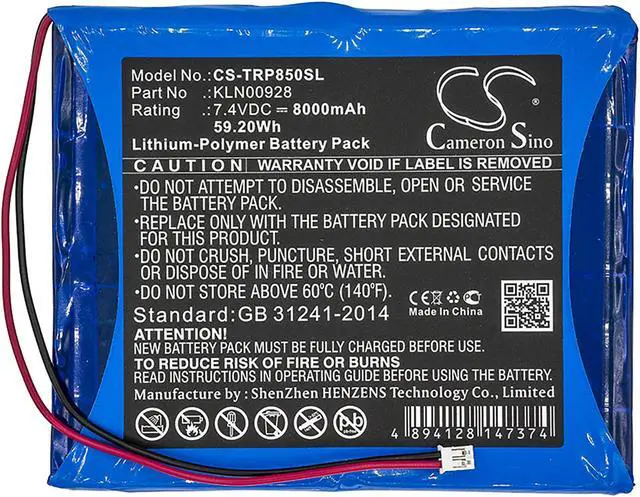 Model No.:CS-TRP850SL
Part No :KLN00928
Rating :7.4VDC ⎓ 8000mAh
59.20Wh
Lithium-Polymer Battery Pack
CS
Cameron Sino
CAUTION WARRANTY VOID IF LABEL IS REMOVED
•DO NOT ATTEMPT TO DISASSEMBLE, OPEN OR SERVICE
THE BATTERY PACK.
•REPLACE ONLY WITH THE BATTERY PACK DESIGNATED
FOR THIS PRODUCT.
•DO NOT CRUSH, PUNCTURE, SHORT EXTERNAL CONTACTS
OR DISPOSE OF IN FIRE OR WATER.
•DO NOT STORE ABOVE 60°C (140°F).
Standard:GB 31241-2014
CE
Made In China
ATTENTION!
NEW BATTERY PACK MUST BE FULLY CHARGED BEFORE USE.
TO REDUCE RISK OF FIRE OR BURNS
READ INSTRUCTIONS AT OPERATING GUIDE BEFORE USING BATTERY.
Manufacture by : ShenZhen HENZENS Technology Co., Limited
Pb
4 894128 147374